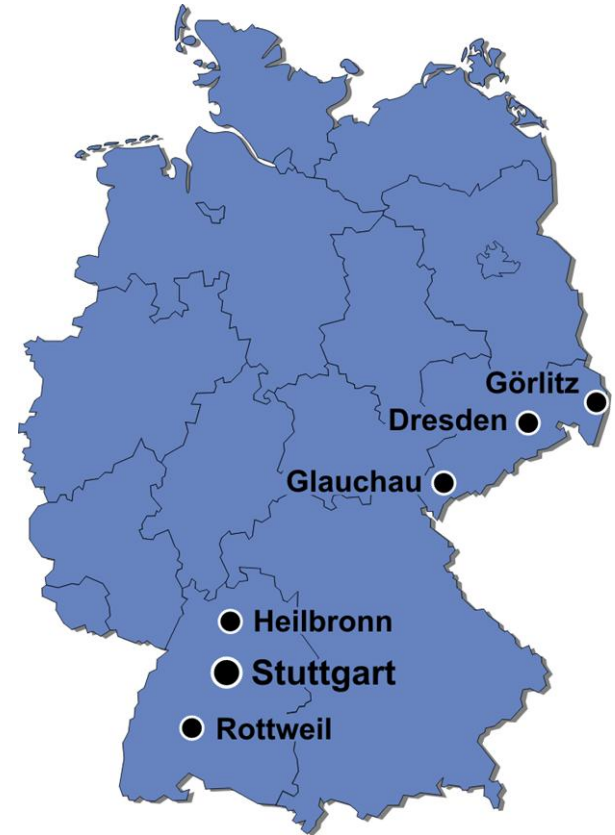 Görlitz
Dresden
Glauchau
Heilbronn
Stuttgart
Rottweil